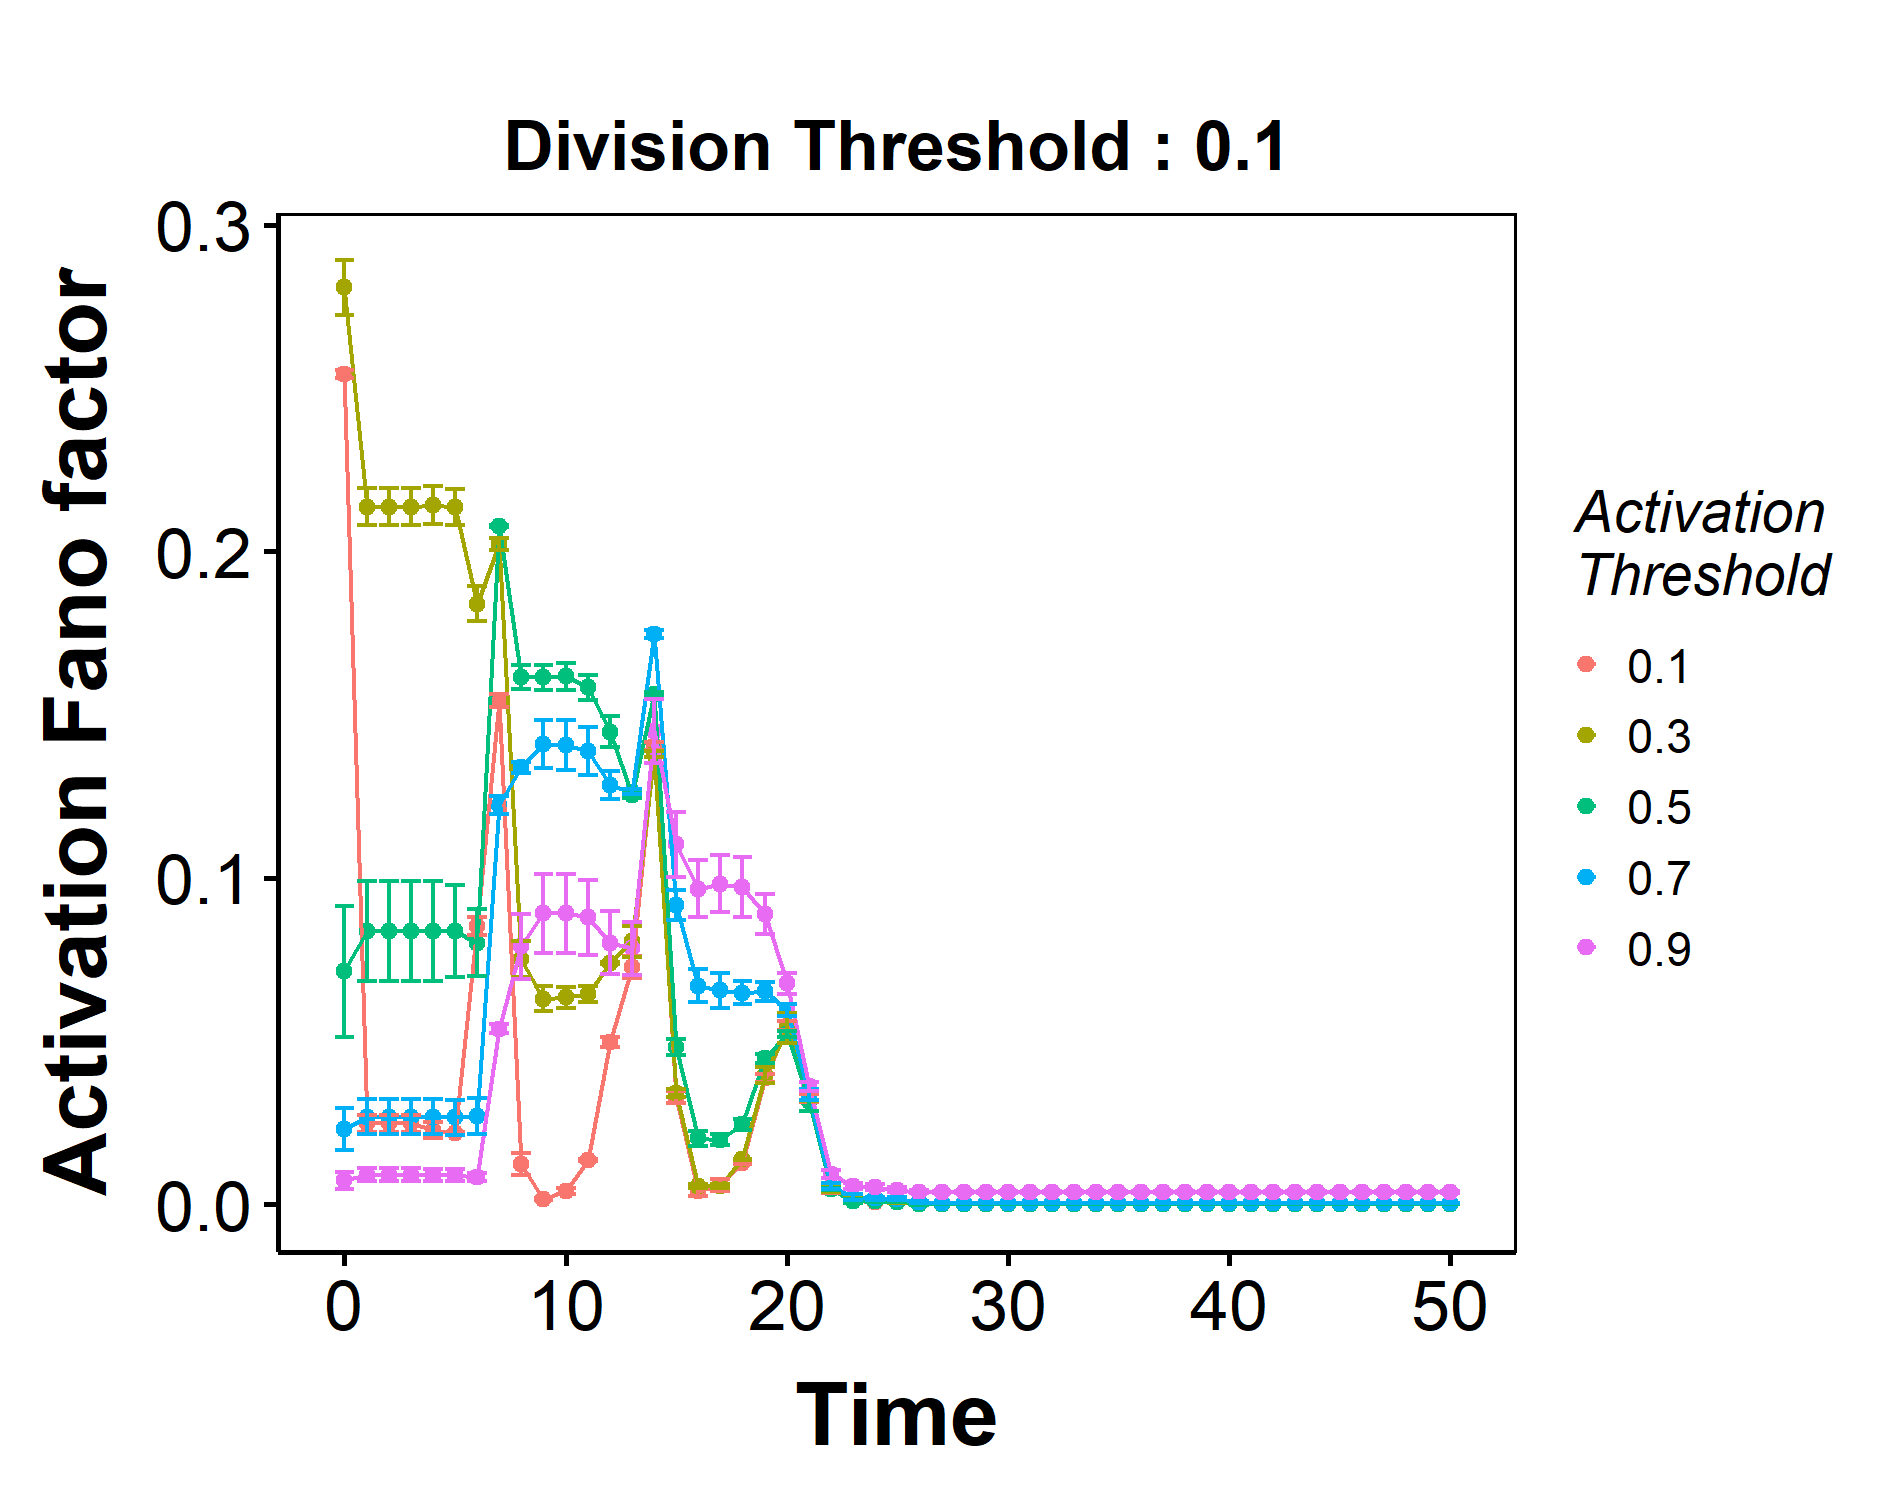 Division Threshold : 0.1
Activation Fano factor
0.3
0.2
0.1
0.0
0 10 20 30 40 50
Time
Activation
Threshold
0.1
0.3
0.5
0.7
0.9